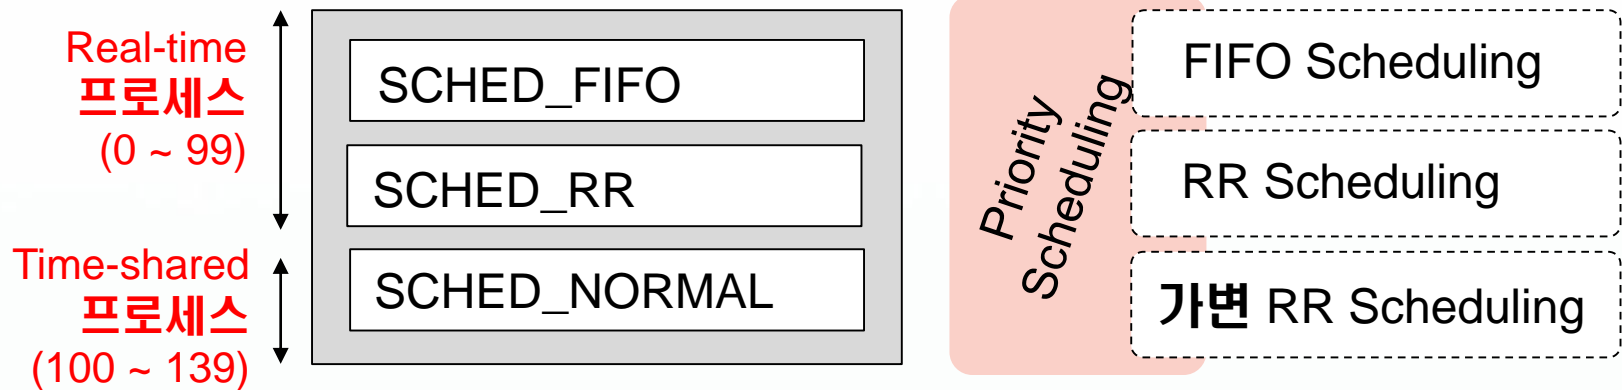 Real-time
프로세스
(0 ~ 99)
Time-shared
프로세스
(100 ~ 139)
SCHED_FIFO
SCHED_RR
SCHED_NORMAL
Priority
Scheduling
FIFO Scheduling
RR Scheduling
가변 RR Scheduling